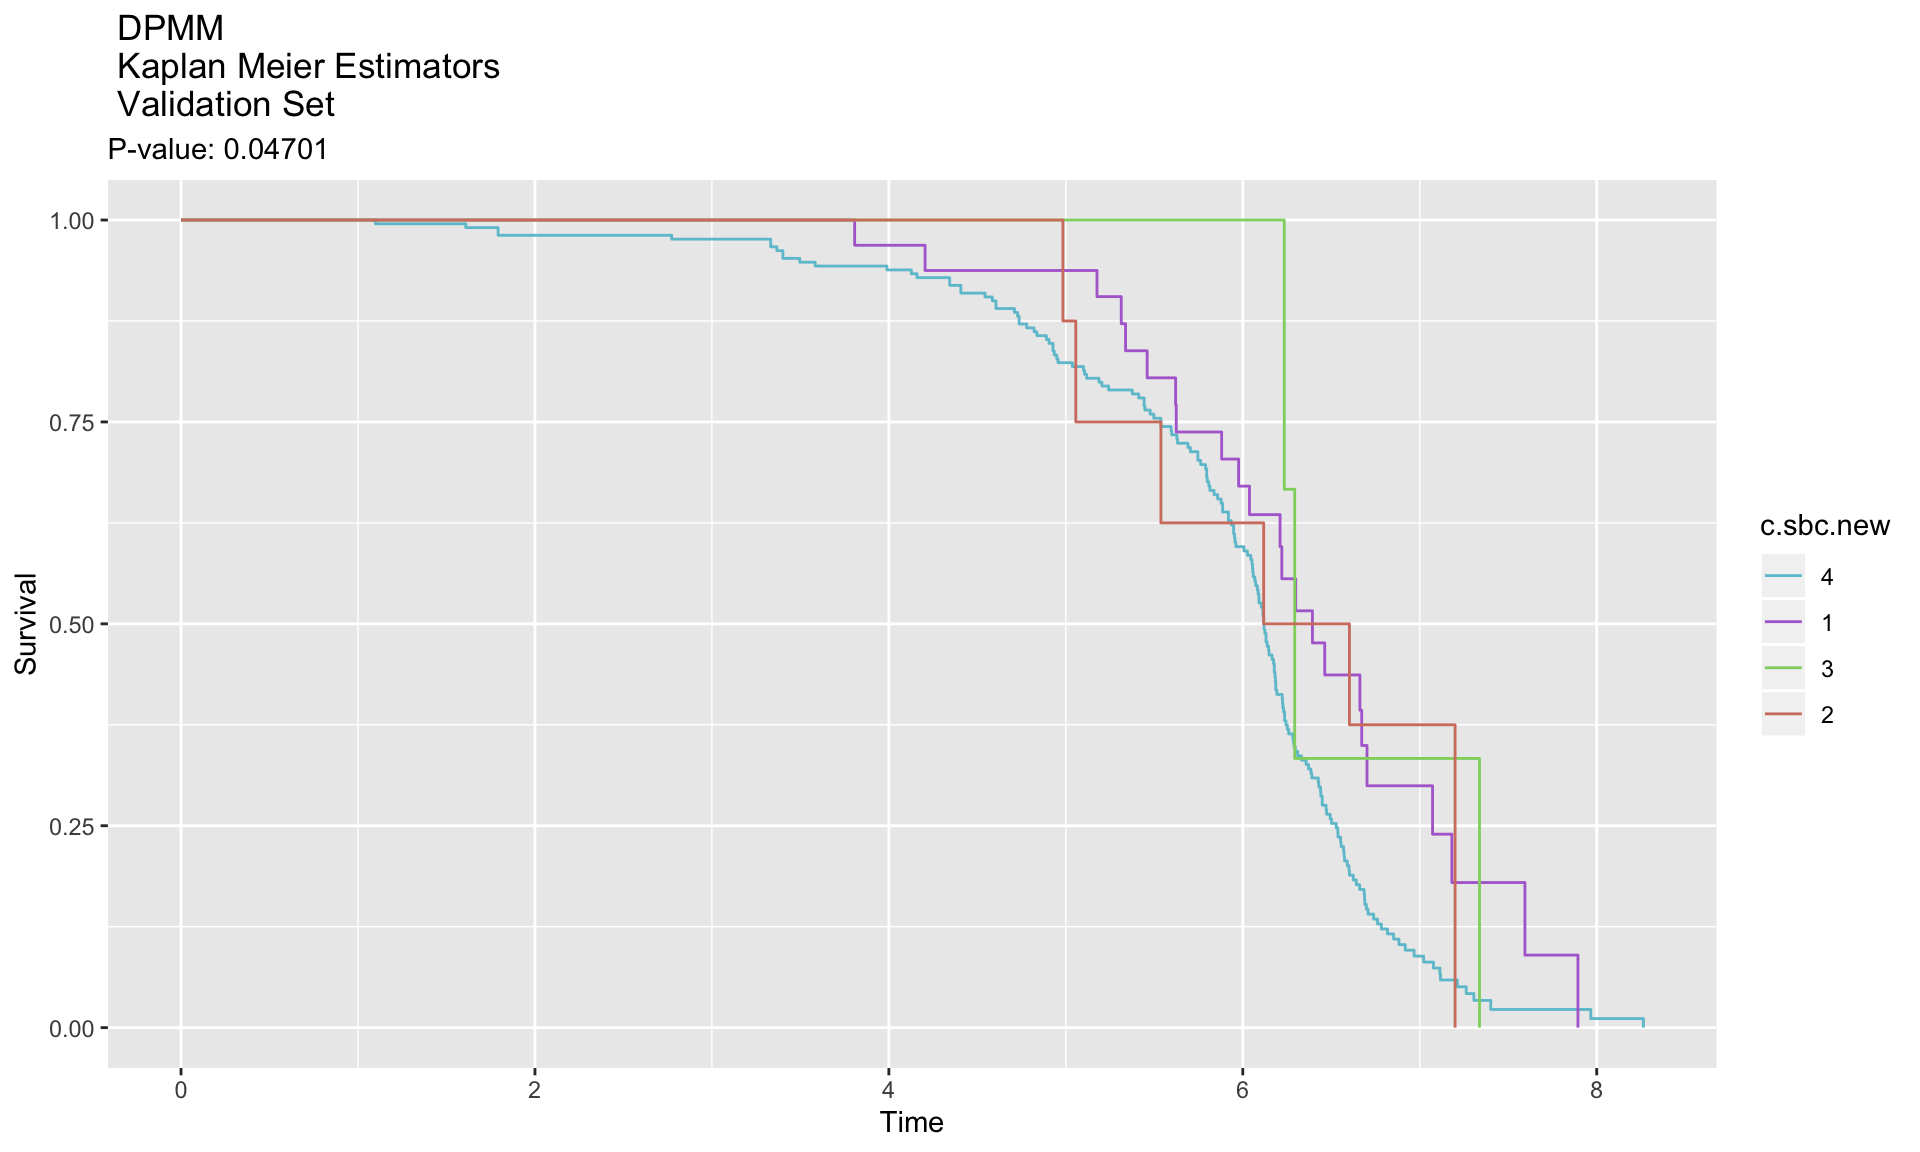 DPMM
Kaplan Meier Estimators
Validation Set
P-value: 0.04701
1.00
0.75
0.50
0.25
0.00
Survival
0 2 4 6 8
Time
c.sbc.new
4
1
3
2